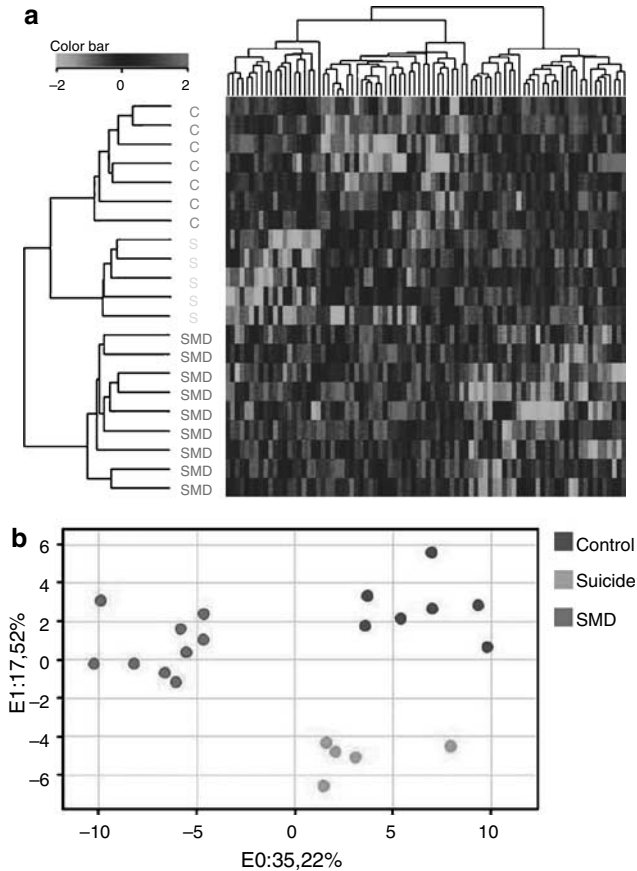 a
Color bar
−2 0 2
C
C
C
C
C
C
C
S
S
S
S
S
SMD
SMD
SMD
SMD
SMD
SMD
SMD
SMD
SMD
b
6
4
2
0
−2
−4
−6
E1:17,52%
−10 −5 0 5 10
E0:35,22%
Control
Suicide
SMD